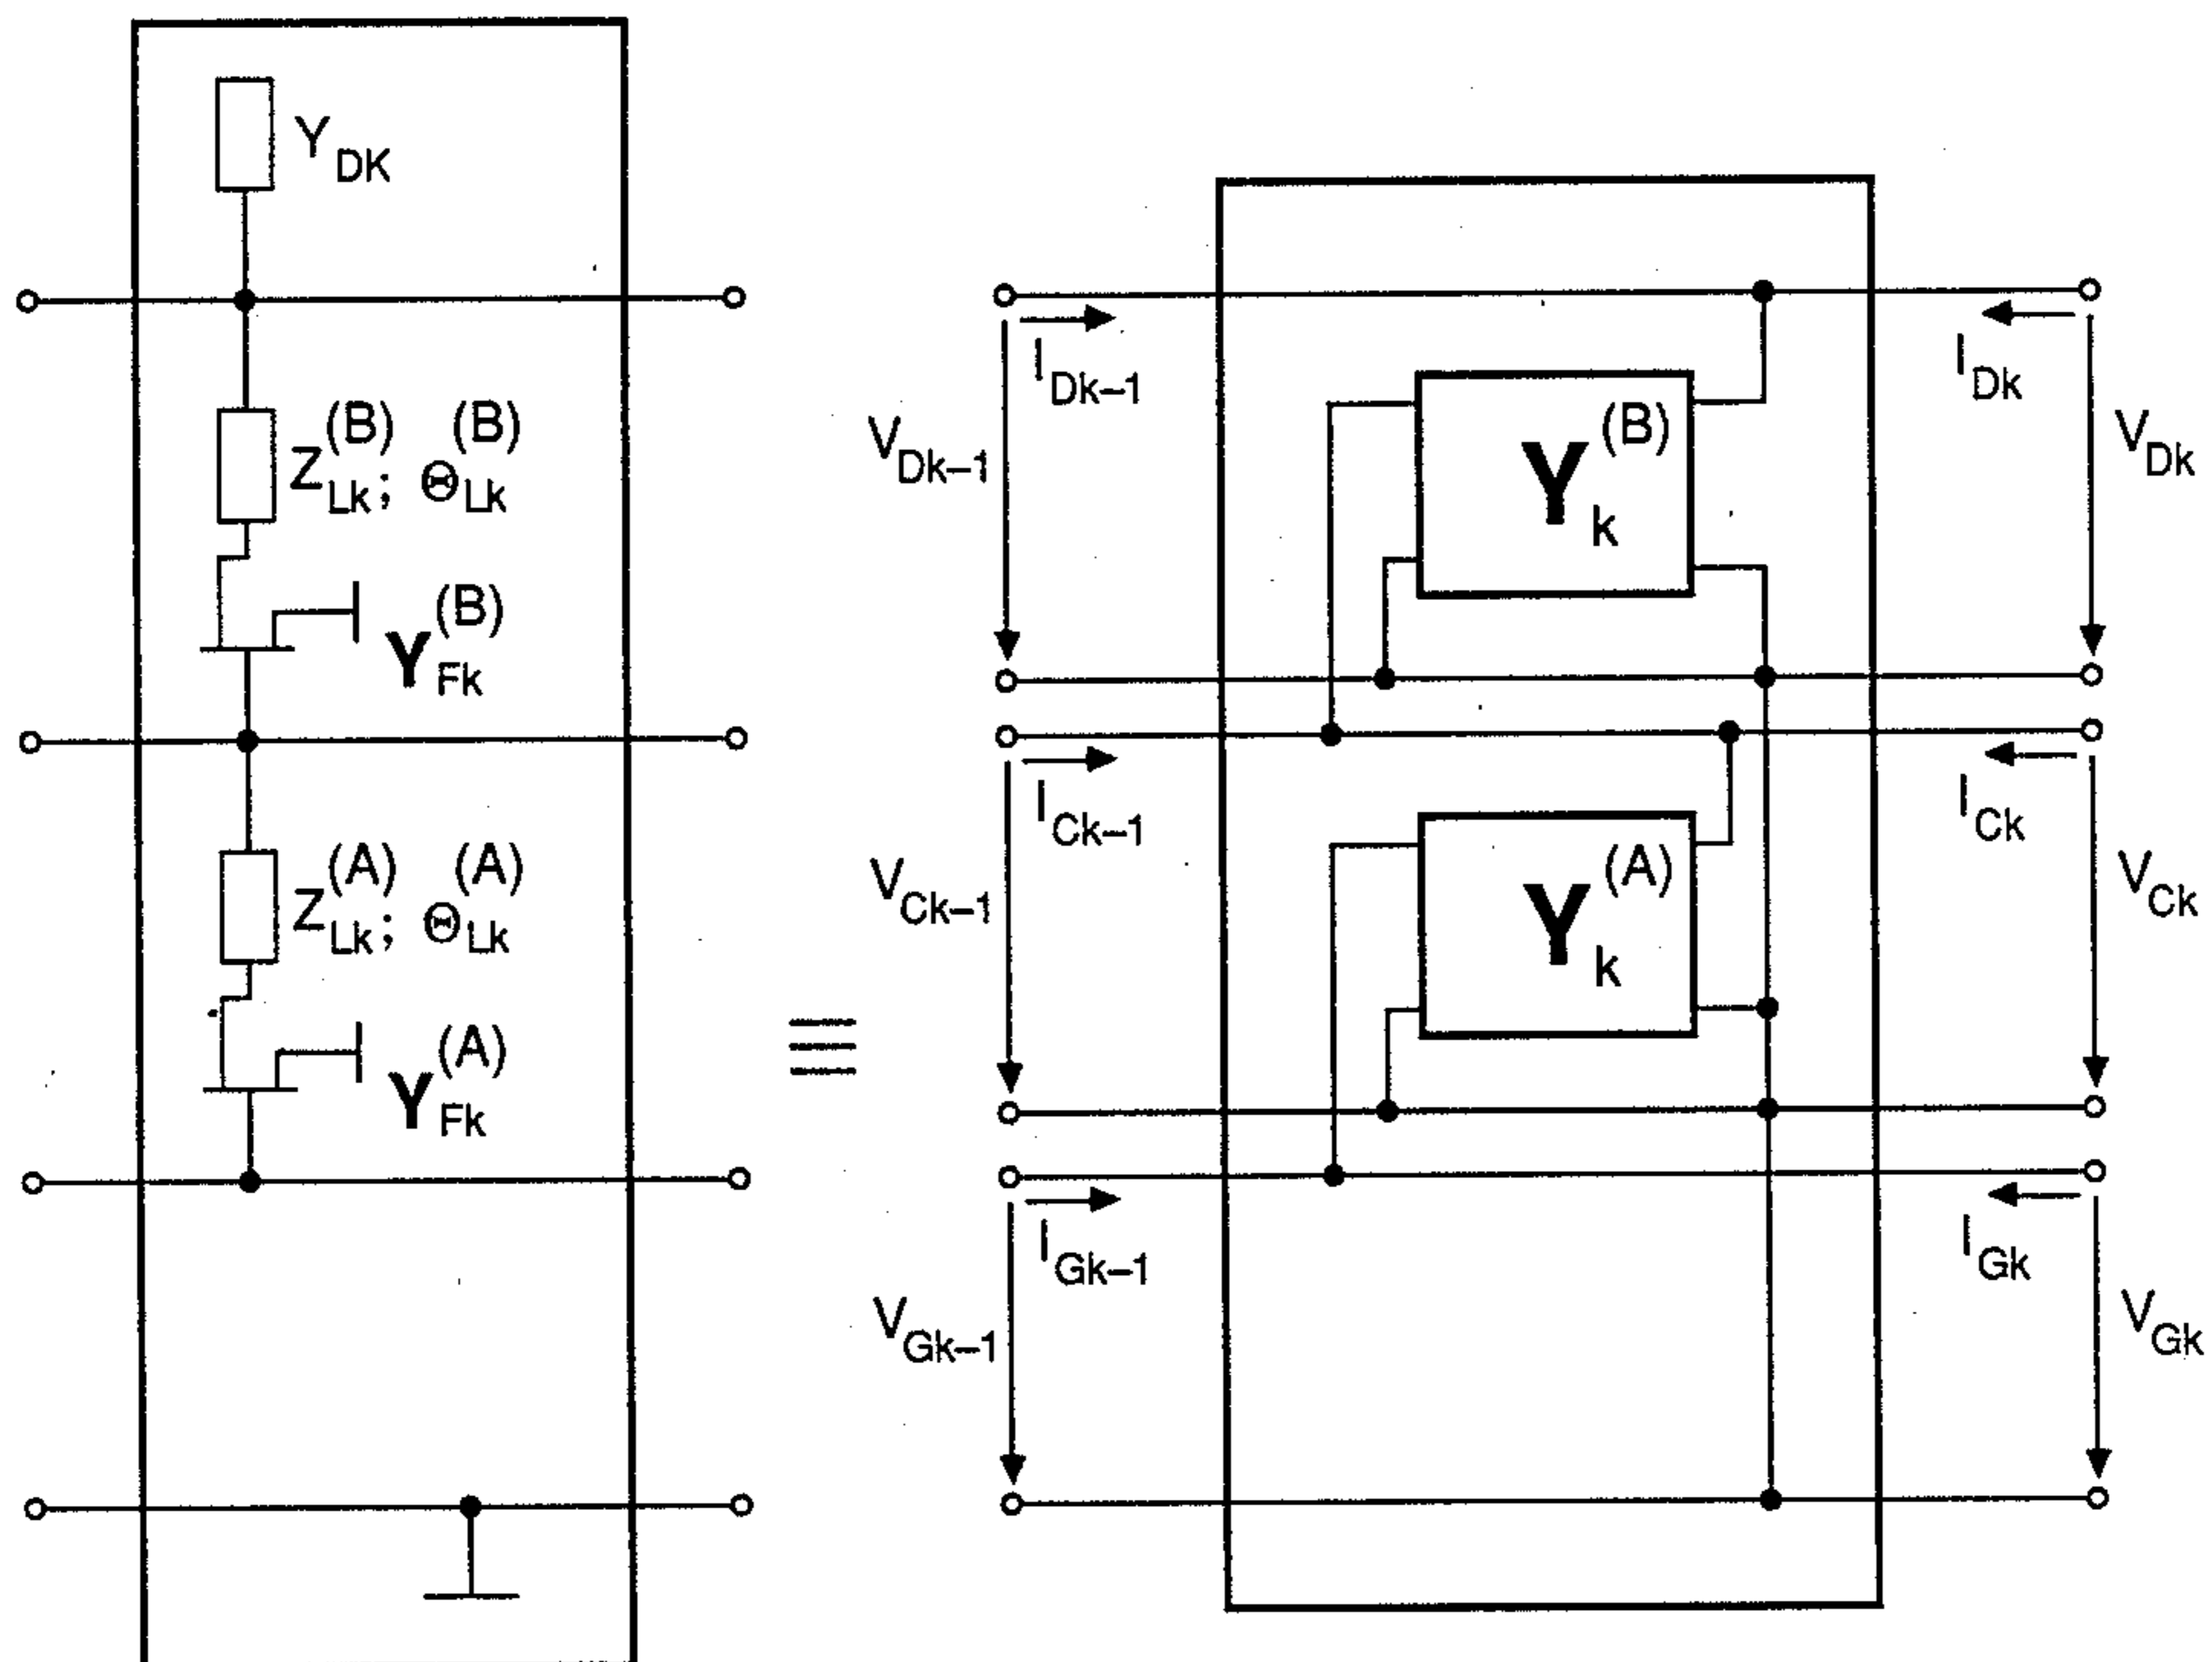 Y_DK
Z_Lk^(B); Θ_Lk^(B)
Y_Fk^(B)
Z_Lk^(A); Θ_Lk^(A)
Y_Fk^(A)
≡
I_Dk-1
I_Dk
V_Dk-1
Y_k^(B)
V_Dk
I_Ck-1
I_Ck
V_Ck-1
Y_k^(A)
V_Ck
I_Gk-1
I_Gk
V_Gk-1
V_Gk